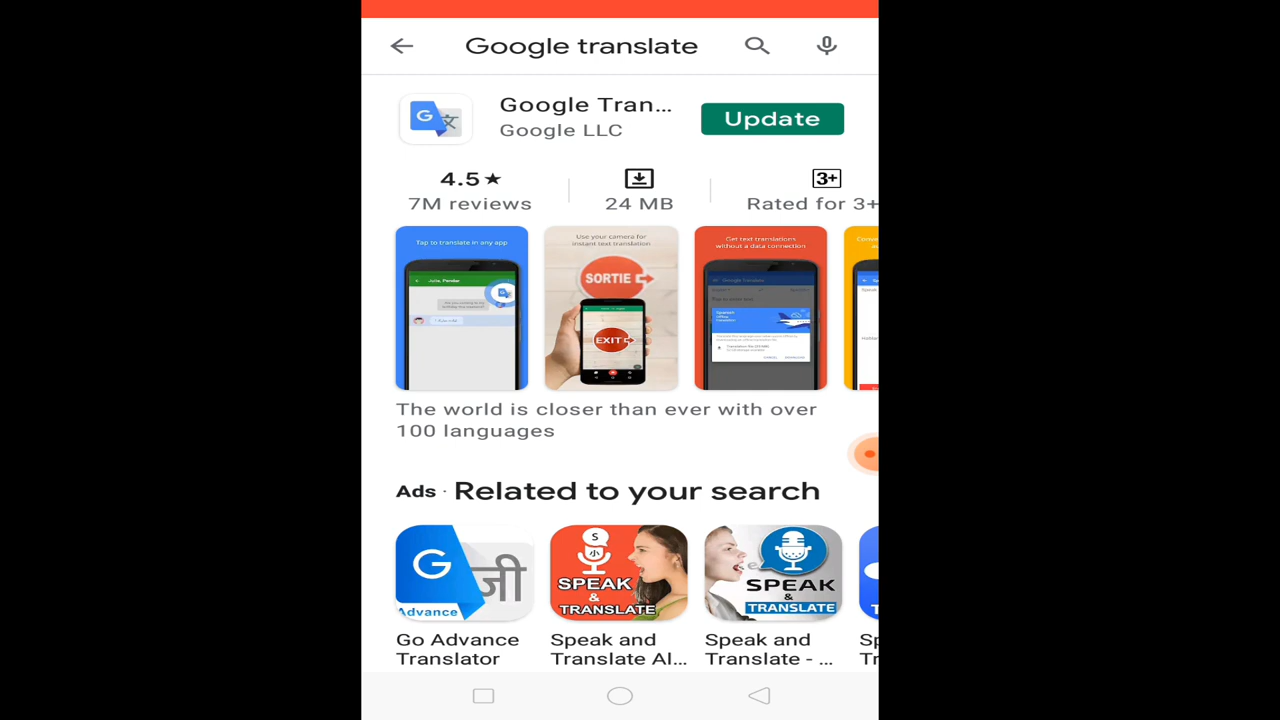 Google translate
Google Tran...
Google LLC
Update
4.5★
7M reviews
24 MB
3+
Rated for 3+
Tap to translate in any app
Use your camera for
instant text translation
SORTIE
EXIT
Get text translations
without a data connection
The world is closer than ever with over
100 languages
Ads · Related to your search
G
जी
Advance
S
小
SPEAK
&
TRANSLATE
SPEAK
&
TRANSLATE
Go Advance
Translator
Speak and
Translate Al...
Speak and
Translate - ...